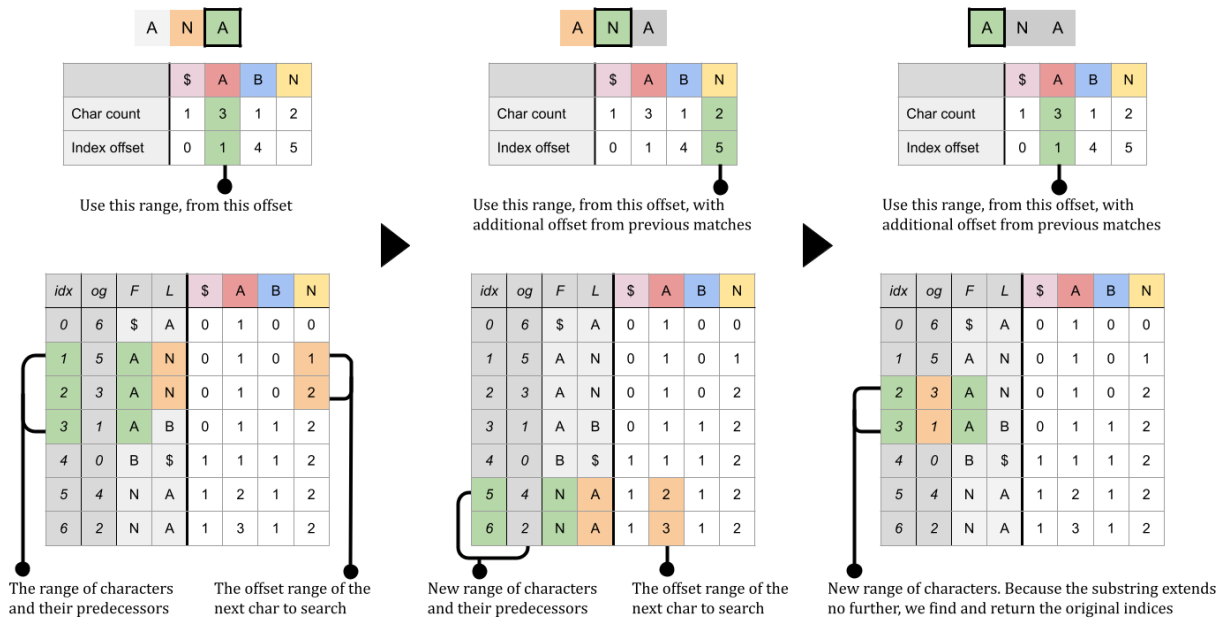 A N A
$ A B N
Char count 1 3 1 2
Index offset 0 1 4 5
Use this range, from this offset
idx og F L $ A B N
0 6 $ A 0 1 0 0
1 5 A N 0 1 0 1
2 3 A N 0 1 0 2
3 1 A B 0 1 1 2
4 0 B $ 1 1 1 2
5 4 N A 1 2 1 2
6 2 N A 1 3 1 2
The range of characters
and their predecessors
The offset range of the
next char to search
A N A
$ A B N
Char count 1 3 1 2
Index offset 0 1 4 5
Use this range, from this offset, with
additional offset from previous matches
idx og F L $ A B N
0 6 $ A 0 1 0 0
1 5 A N 0 1 0 1
2 3 A N 0 1 0 2
3 1 A B 0 1 1 2
4 0 B $ 1 1 1 2
5 4 N A 1 2 1 2
6 2 N A 1 3 1 2
New range of characters
and their predecessors
The offset range of the
next char to search
A N A
$ A B N
Char count 1 3 1 2
Index offset 0 1 4 5
Use this range, from this offset, with
additional offset from previous matches
idx og F L $ A B N
0 6 $ A 0 1 0 0
1 5 A N 0 1 0 1
2 3 A N 0 1 0 2
3 1 A B 0 1 1 2
4 0 B $ 1 1 1 2
5 4 N A 1 2 1 2
6 2 N A 1 3 1 2
New range of characters. Because the substring extends
no further, we find and return the original indices